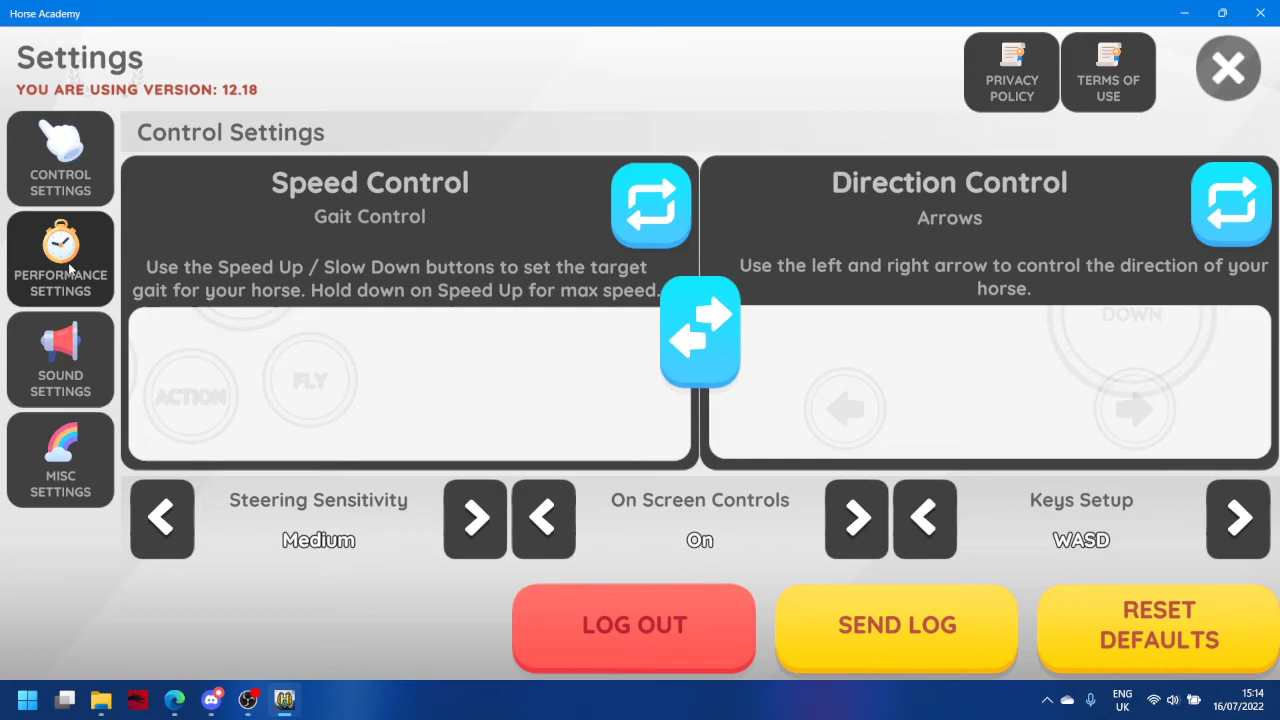 Horse Academy
Settings
YOU ARE USING VERSION: 12.18
PRIVACY
POLICY
TERMS OF
USE
CONTROL
SETTINGS
PERFORMANCE
SETTINGS
SOUND
SETTINGS
MISC
SETTINGS
Control Settings
Speed Control
Gait Control
Use the Speed Up / Slow Down buttons to set the target
gait for your horse. Hold down on Speed Up for max speed.
ACTION
FLY
Direction Control
Arrows
Use the left and right arrow to control the direction of your
horse.
DOWN
Steering Sensitivity
Medium
On Screen Controls
On
Keys Setup
WASD
LOG OUT
SEND LOG
RESET
DEFAULTS
ENG
UK
15:14
16/07/2022